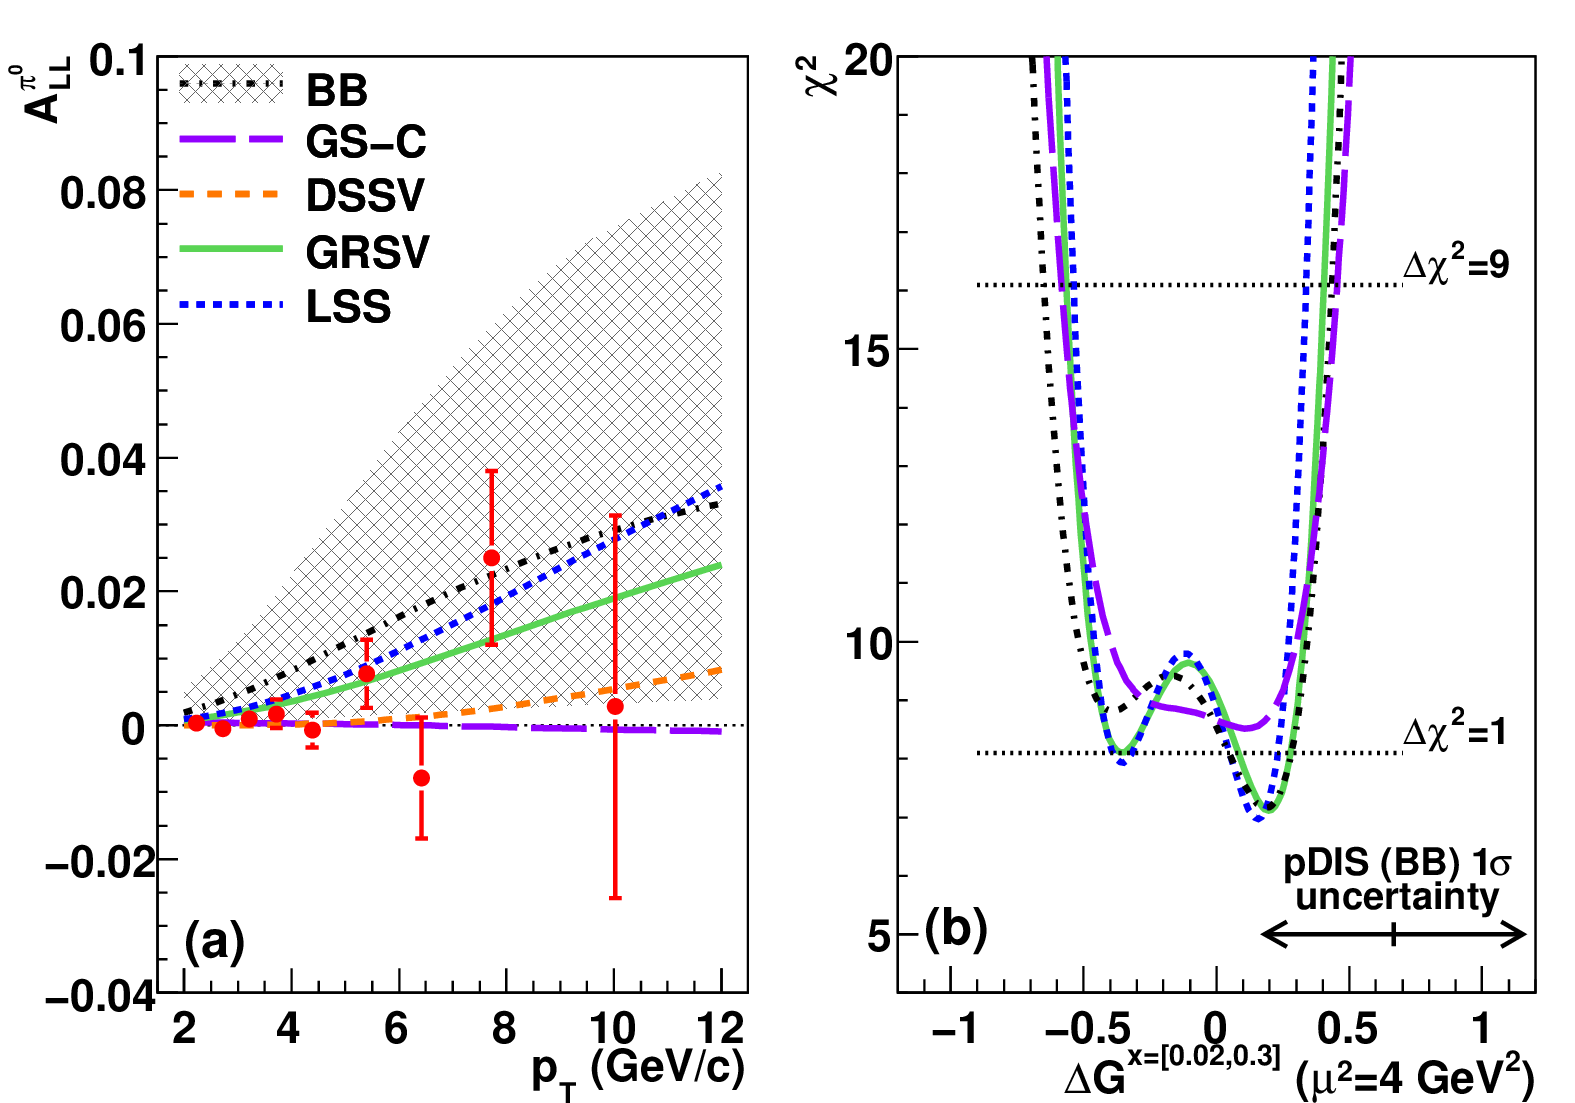 A_LL^π⁰
0.1
0.08
0.06
0.04
0.02
0
−0.02
−0.04
BB
GS−C
DSSV
GRSV
LSS
(a)
2 4 6 8 10 12
p_T (GeV/c)
χ²
20
15
10
5
Δχ²=9
Δχ²=1
pDIS (BB) 1σ
uncertainty
(b)
−1 −0.5 0 0.5 1
ΔG^x=[0.02,0.3] (μ²=4 GeV²)